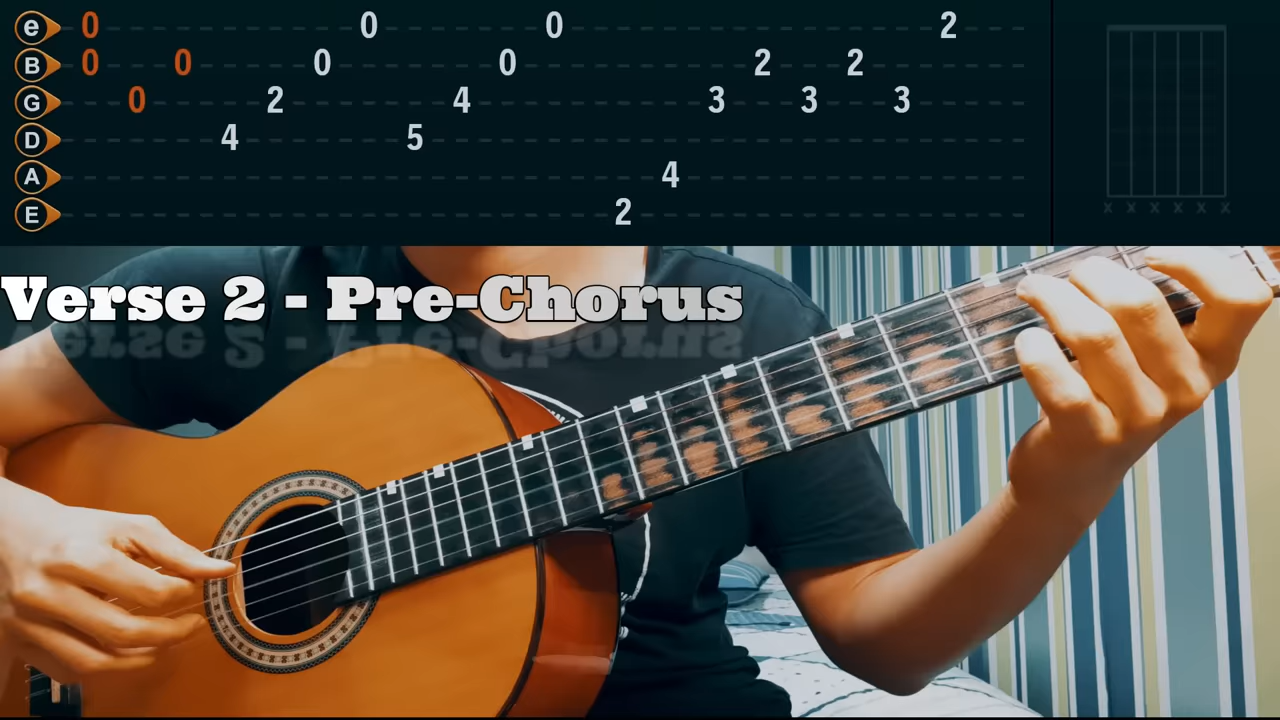 e 0 0 0 2
B 0 0 0 0 2 2
G 0 2 4 3 3 3
D 4 5
A 4
E 2
x x x x x x
Verse 2 - Pre-Chorus